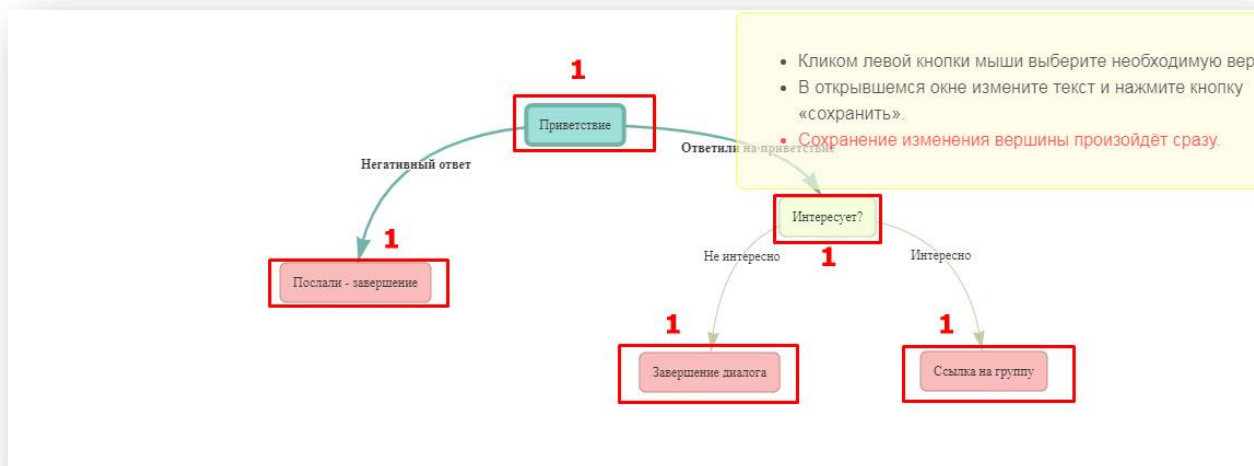 1
Приветствие
• Кликом левой кнопки мыши выберите необходимую вер
• В открывшемся окне измените текст и нажмите кнопку
«сохранить».
• Сохранение изменения вершины произойдёт сразу.
Негативный ответ
Ответили на приветствие
1
Послали - завершение
Интересует?
1
Не интересно
Интересно
1
Завершение диалога
1
Ссылка на группу